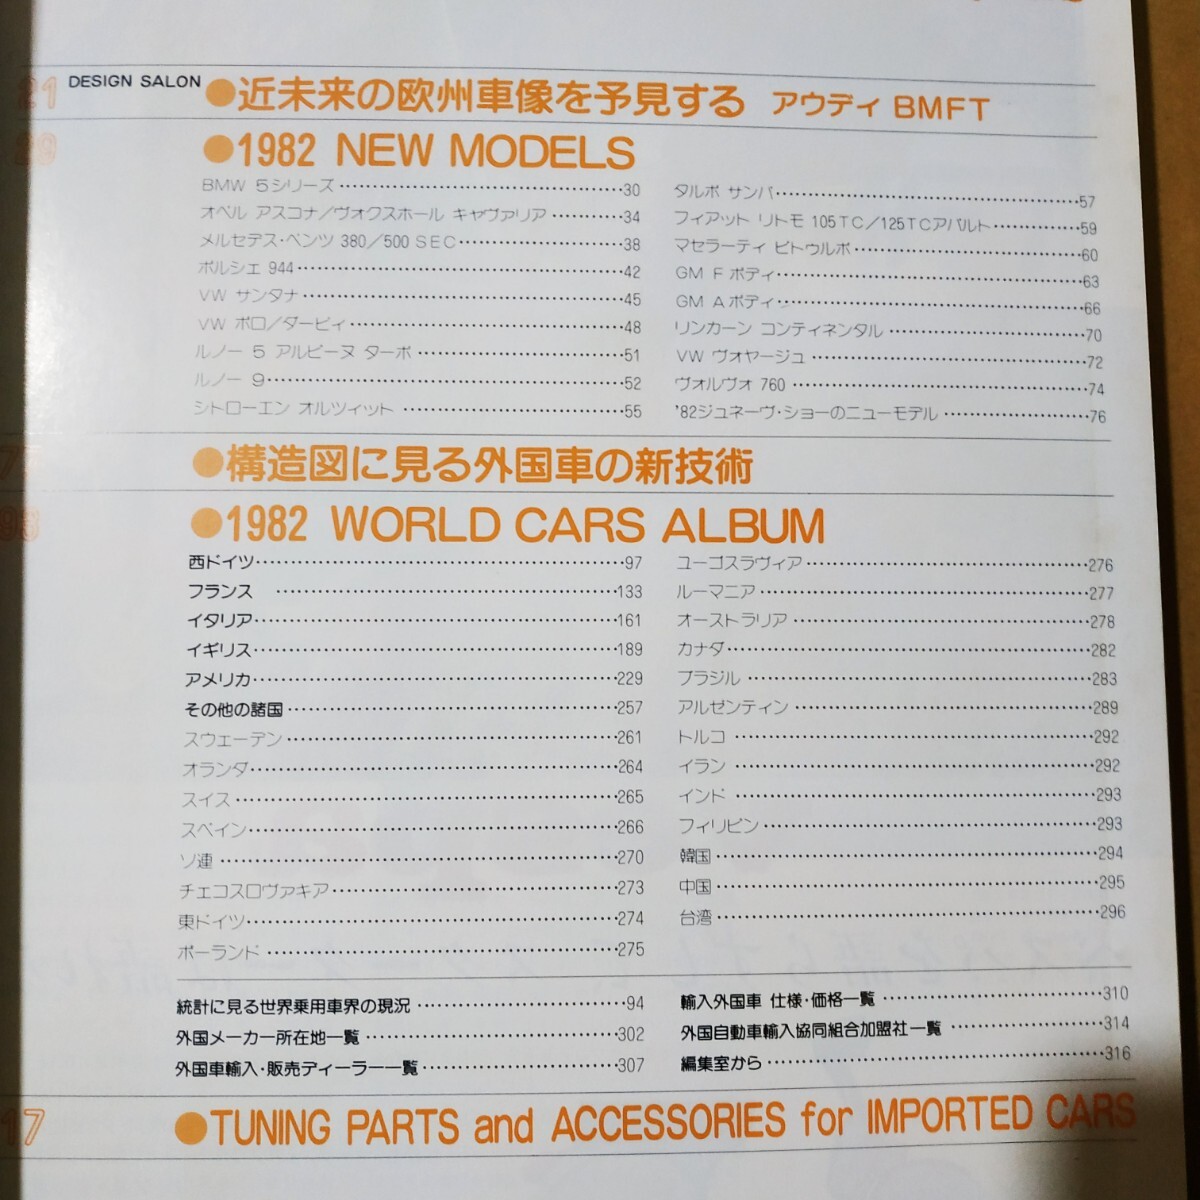 21 DESIGN SALON ●近未来の欧州車像を予見する アウディ BMFT
29 ●1982 NEW MODELS
BMW 5シリーズ 30
オペル アスコナ/ヴォクスホール キャヴァリア 34
メルセデス・ベンツ 380/500 SEC 38
ポルシェ 944 42
VW サンタナ 45
VW ポロ/ダービィ 48
ルノー 5 アルピーヌ ターボ 51
ルノー 9 52
シトローエン オルツィット 55
タルボ サンバ 57
フィアット リトモ 105TC/125TCアバルト 59
マセラーティ ビトゥルボ 60
GM F ボディ 63
GM A ボディ 66
リンカーン コンティネンタル 70
VW ヴォヤージュ 72
ヴォルヴォ 760 74
'82ジュネーヴ・ショーのニューモデル 76
●構造図に見る外国車の新技術
●1982 WORLD CARS ALBUM
西ドイツ 97
フランス 133
イタリア 161
イギリス 189
アメリカ 229
その他の諸国 257
スウェーデン 261
オランダ 264
スイス 265
スペイン 266
ソ連 270
チェコスロヴァキア 273
東ドイツ 274
ポーランド 275
ユーゴスラヴィア 276
ルーマニア 277
オーストラリア 278
カナダ 282
ブラジル 283
アルゼンティン 289
トルコ 292
イラン 292
インド 293
フィリピン 293
韓国 294
中国 295
台湾 296
統計に見る世界乗用車界の現況 94
外国メーカー所在地一覧 302
外国車輸入・販売ディーラー一覧 307
輸入外国車 仕様・価格一覧 310
外国自動車輸入協同組合加盟社一覧 314
編集室から 316
17 ●TUNING PARTS and ACCESSORIES for IMPORTED CARS